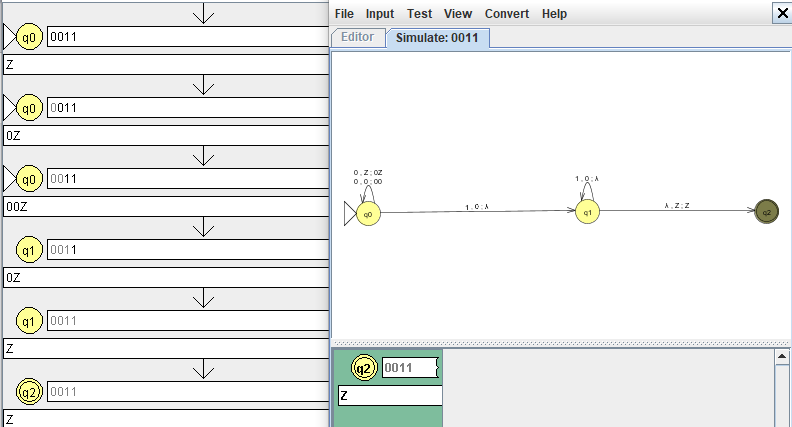 q0 0011
Z
q0 0011
0Z
q0 0011
00Z
q1 0011
0Z
q1 0011
Z
q2 0011
Z
File Input Test View Convert Help
Editor Simulate: 0011
0 , Z ; 0Z
0 , 0 ; 00
q0
1 , 0 ; λ
1 , 0 ; λ
q1
λ , Z ; Z
q2
q2 0011
Z